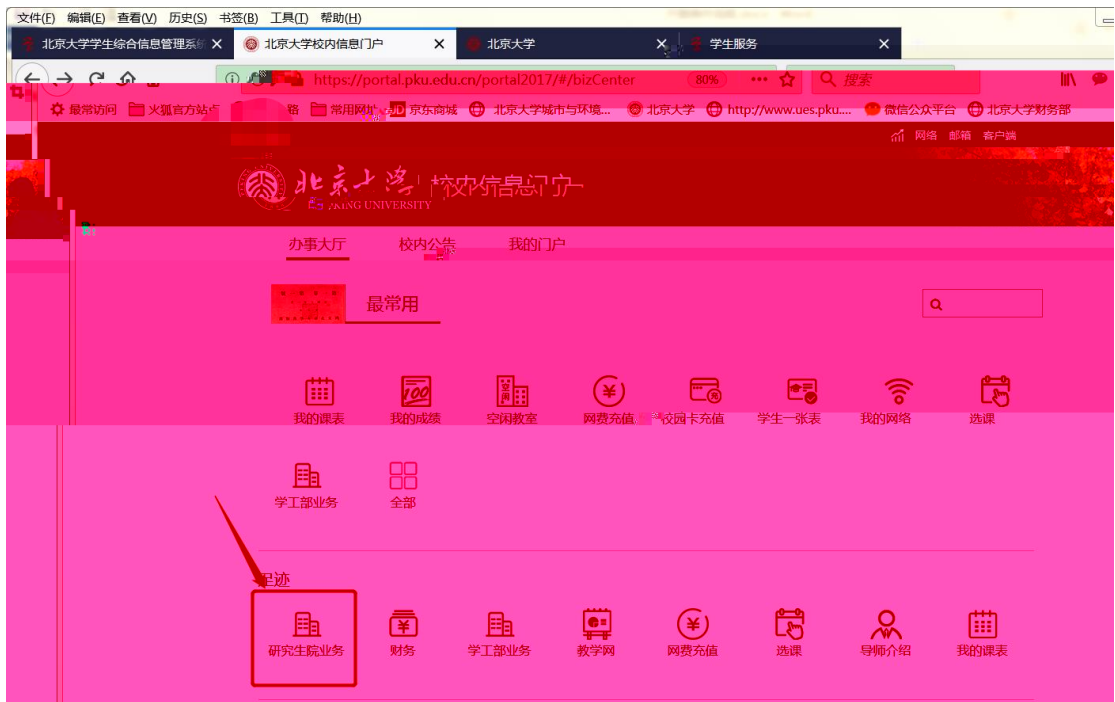 文件(F) 编辑(E) 查看(V) 历史(S) 书签(B) 工具(T) 帮助(H)
北京大学学生综合信息管理系统 北京大学校内信息门户 北京大学 学生服务
https://portal.pku.edu.cn/portal2017/#/bizCenter 80% 搜索
最常访问 火狐官方站点 路 常用网址 JD 京东商城 北京大学城市与环境... 北京大学 http://www.ues.pku.... 微信公众平台 北京大学财务部
网络 邮箱 客户端
北京大学 校内信息门户
PEKING UNIVERSITY
办事大厅 校内公告 我的门户
最常用
我的课表 我的成绩 空闲教室 网费充值 校园卡充值 学生一张表 我的网络 选课
学工部业务 全部
足迹
研究生院业务 财务 学工部业务 教学网 网费充值 选课 导师介绍 我的课表